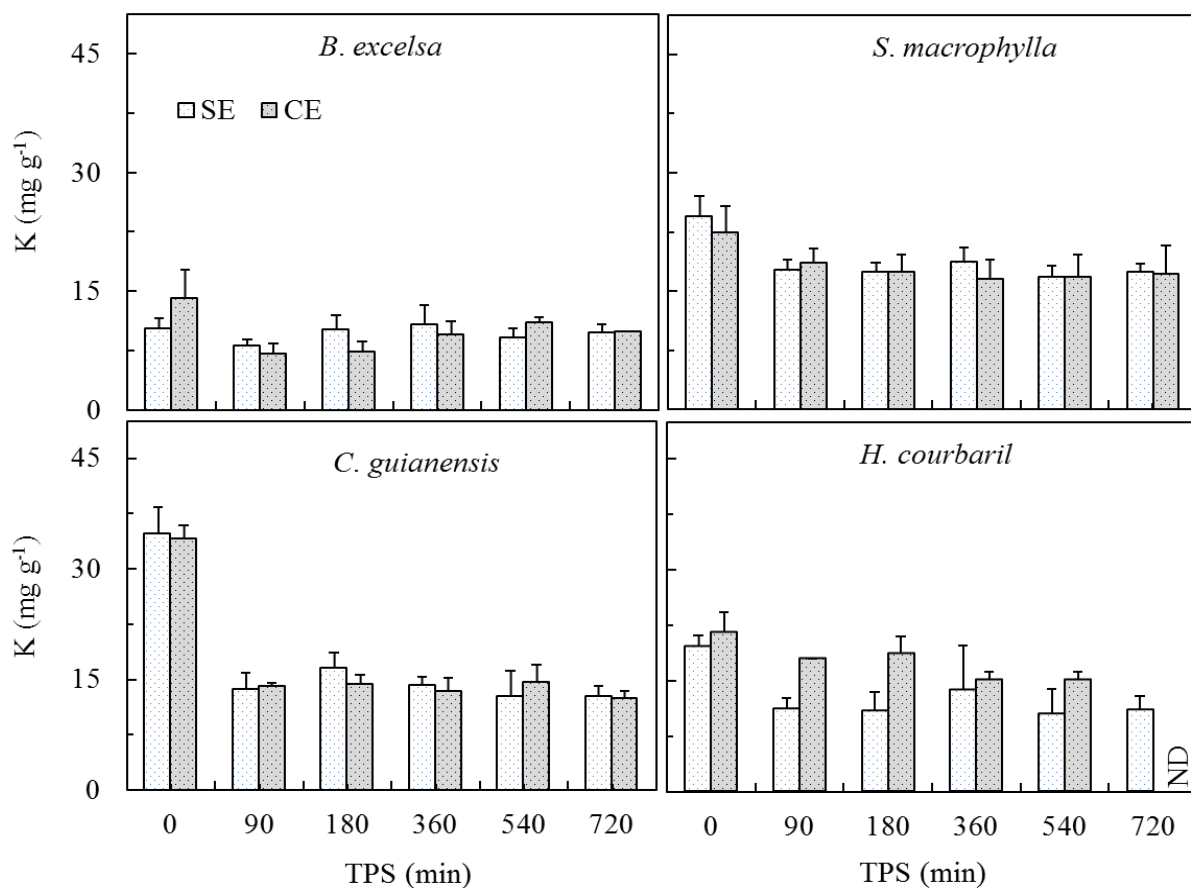 B. excelsa
S. macrophylla
SE CE
K (mg g⁻¹)
45
30
15
0
C. guianensis
H. courbaril
K (mg g⁻¹)
45
30
15
0
ND
0 90 180 360 540 720
0 90 180 360 540 720
TPS (min)
TPS (min)